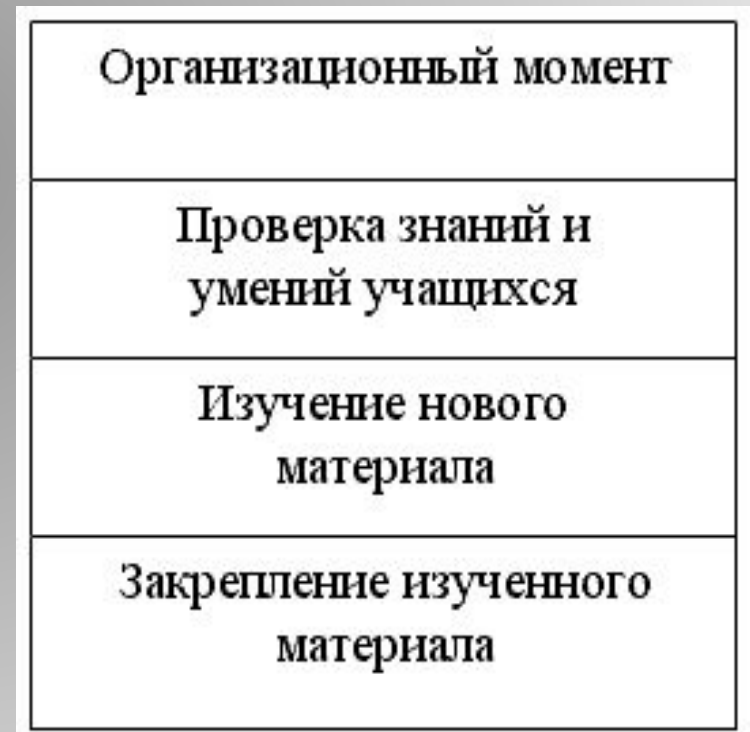 Организационный момент
Проверка знаний и
умений учащихся
Изучение нового
материала
Закрепление изученного
материала